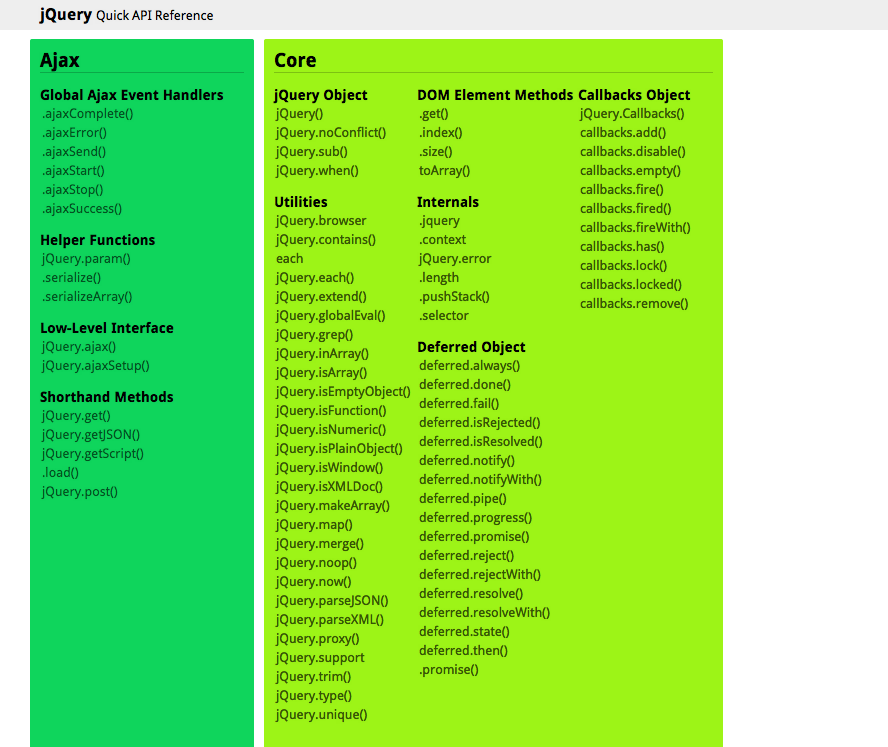 jQuery Quick API Reference
Ajax
Global Ajax Event Handlers
.ajaxComplete()
.ajaxError()
.ajaxSend()
.ajaxStart()
.ajaxStop()
.ajaxSuccess()
Helper Functions
jQuery.param()
.serialize()
.serializeArray()
Low-Level Interface
jQuery.ajax()
jQuery.ajaxSetup()
Shorthand Methods
jQuery.get()
jQuery.getJSON()
jQuery.getScript()
.load()
jQuery.post()
Core
jQuery Object
jQuery()
jQuery.noConflict()
jQuery.sub()
jQuery.when()
Utilities
jQuery.browser
jQuery.contains()
each
jQuery.each()
jQuery.extend()
jQuery.globalEval()
jQuery.grep()
jQuery.inArray()
jQuery.isArray()
jQuery.isEmptyObject()
jQuery.isFunction()
jQuery.isNumeric()
jQuery.isPlainObject()
jQuery.isWindow()
jQuery.isXMLDoc()
jQuery.makeArray()
jQuery.map()
jQuery.merge()
jQuery.noop()
jQuery.now()
jQuery.parseJSON()
jQuery.parseXML()
jQuery.proxy()
jQuery.support
jQuery.trim()
jQuery.type()
jQuery.unique()
DOM Element Methods
.get()
.index()
.size()
toArray()
Internals
.jquery
.context
jQuery.error
.length
.pushStack()
.selector
Deferred Object
deferred.always()
deferred.done()
deferred.fail()
deferred.isRejected()
deferred.isResolved()
deferred.notify()
deferred.notifyWith()
deferred.pipe()
deferred.progress()
deferred.promise()
deferred.reject()
deferred.rejectWith()
deferred.resolve()
deferred.resolveWith()
deferred.state()
deferred.then()
.promise()
Callbacks Object
jQuery.Callbacks()
callbacks.add()
callbacks.disable()
callbacks.empty()
callbacks.fire()
callbacks.fired()
callbacks.fireWith()
callbacks.has()
callbacks.lock()
callbacks.locked()
callbacks.remove()